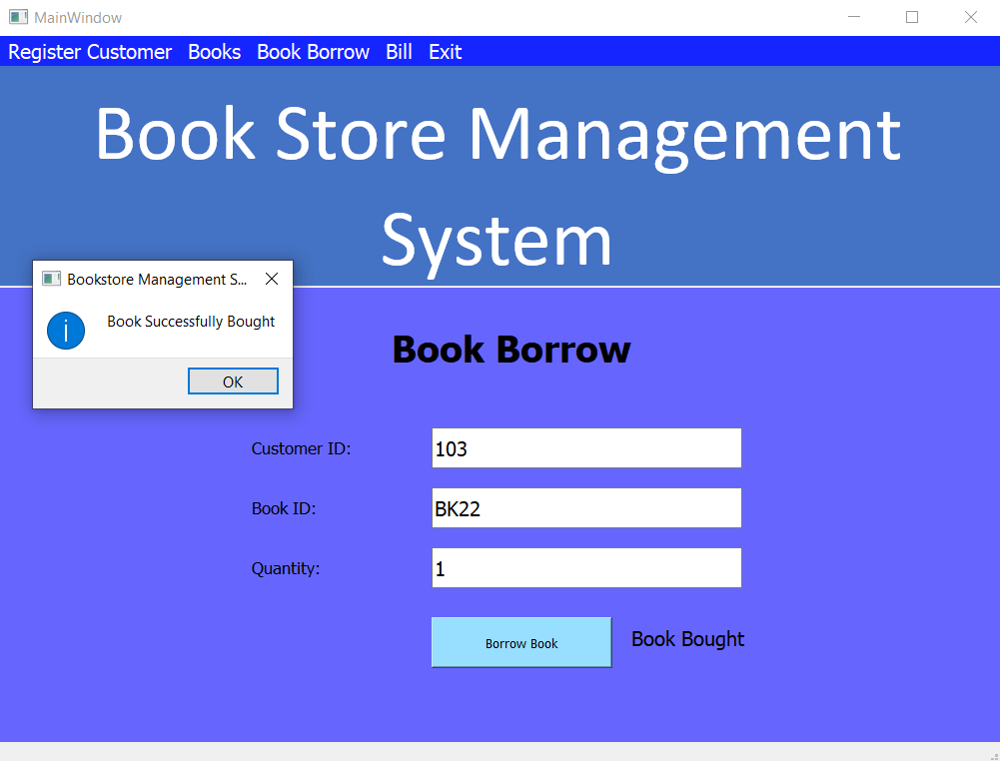 MainWindow
Register Customer Books Book Borrow Bill Exit
Book Store Management
System
Bookstore Management S...
Book Successfully Bought
OK
Book Borrow
Customer ID: 103
Book ID: BK22
Quantity: 1
Borrow Book Book Bought